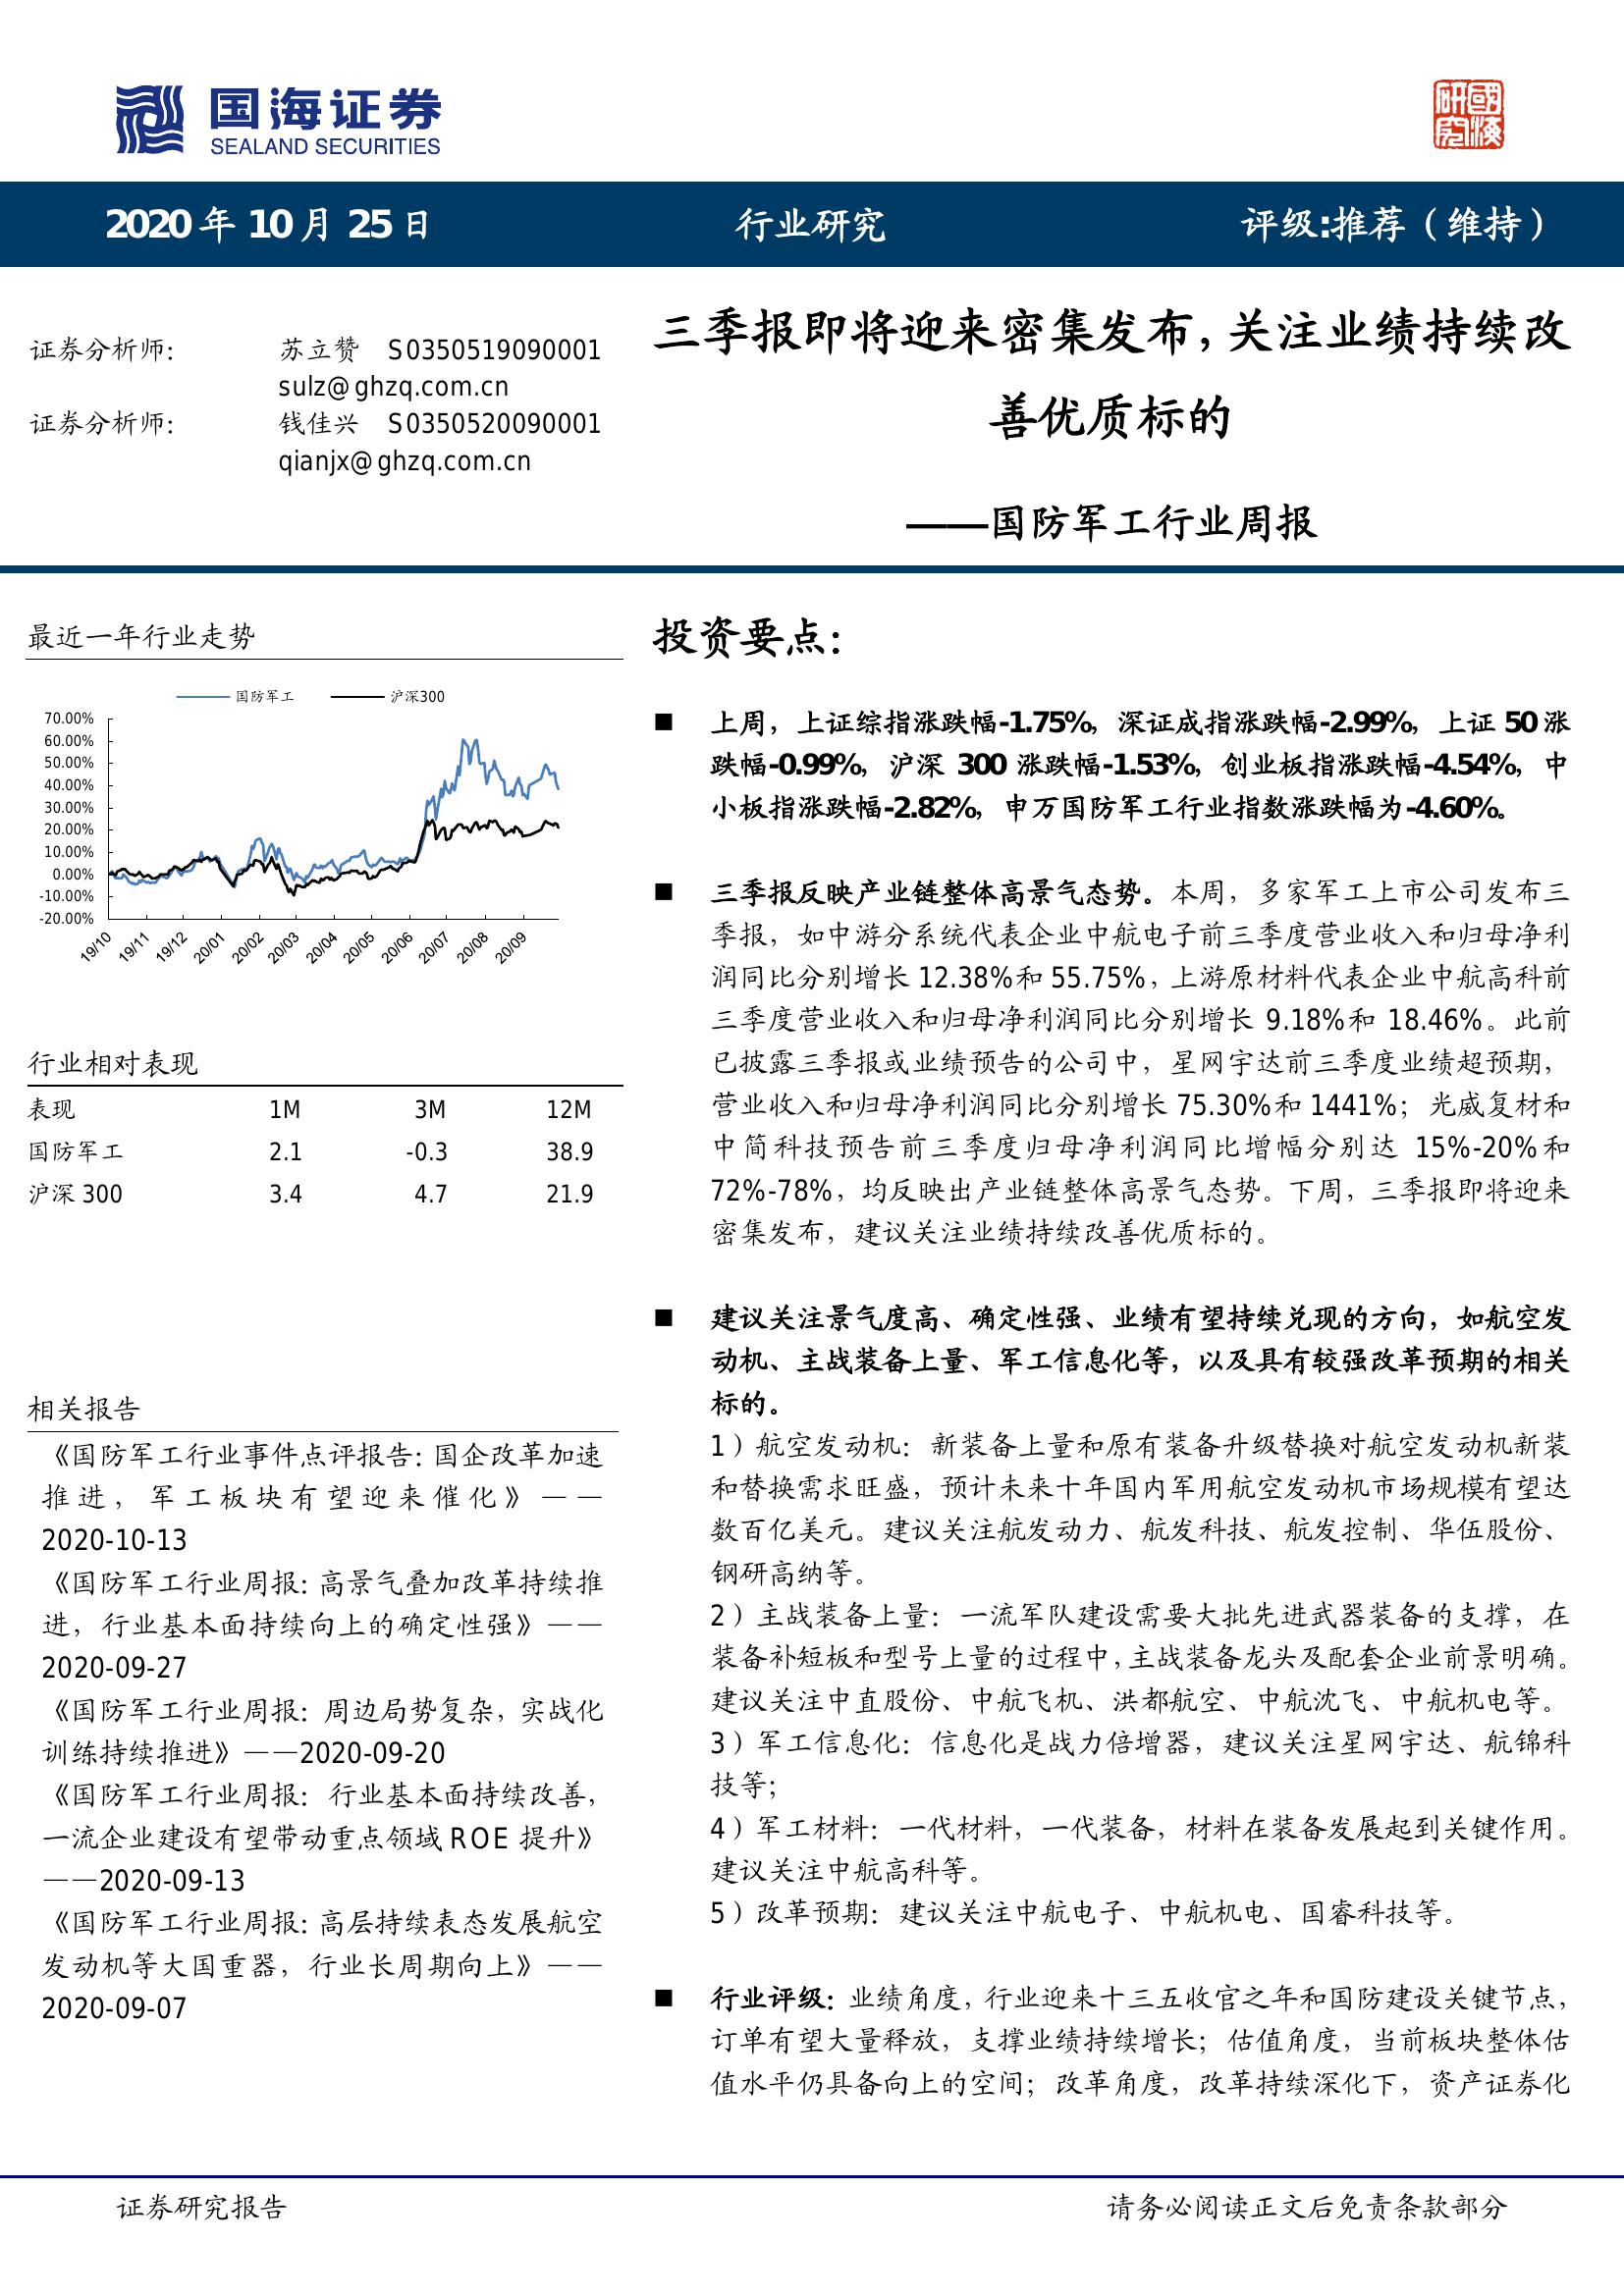 国海证券
SEALAND SECURITIES
國海研究
2020 年 10 月 25 日
行业研究
评级:推荐（维持）
证券分析师： 苏立赞 S0350519090001
sulz@ghzq.com.cn
证券分析师： 钱佳兴 S0350520090001
qianjx@ghzq.com.cn
三季报即将迎来密集发布,关注业绩持续改
善优质标的
——国防军工行业周报
最近一年行业走势
国防军工 沪深300
70.00%
60.00%
50.00%
40.00%
30.00%
20.00%
10.00%
0.00%
-10.00%
-20.00%
19/10 19/11 19/12 20/01 20/02 20/03 20/04 20/05 20/06 20/07 20/08 20/09
行业相对表现
表现 1M 3M 12M
国防军工 2.1 -0.3 38.9
沪深 300 3.4 4.7 21.9
相关报告
《国防军工行业事件点评报告：国企改革加速
推进，军工板块有望迎来催化》——
2020-10-13
《国防军工行业周报：高景气叠加改革持续推
进，行业基本面持续向上的确定性强》——
2020-09-27
《国防军工行业周报：周边局势复杂，实战化
训练持续推进》——2020-09-20
《国防军工行业周报：行业基本面持续改善，
一流企业建设有望带动重点领域 ROE 提升》
——2020-09-13
《国防军工行业周报：高层持续表态发展航空
发动机等大国重器，行业长周期向上》——
2020-09-07
投资要点：
■ 上周，上证综指涨跌幅-1.75%，深证成指涨跌幅-2.99%，上证 50 涨
跌幅-0.99%，沪深 300 涨跌幅-1.53%，创业板指涨跌幅-4.54%，中
小板指涨跌幅-2.82%，申万国防军工行业指数涨跌幅为-4.60%。
■ 三季报反映产业链整体高景气态势。本周，多家军工上市公司发布三
季报，如中游分系统代表企业中航电子前三季度营业收入和归母净利
润同比分别增长 12.38%和 55.75%，上游原材料代表企业中航高科前
三季度营业收入和归母净利润同比分别增长 9.18%和 18.46%。此前
已披露三季报或业绩预告的公司中，星网宇达前三季度业绩超预期，
营业收入和归母净利润同比分别增长 75.30%和 1441%；光威复材和
中简科技预告前三季度归母净利润同比增幅分别达 15%-20%和
72%-78%，均反映出产业链整体高景气态势。下周，三季报即将迎来
密集发布，建议关注业绩持续改善优质标的。
■ 建议关注景气度高、确定性强、业绩有望持续兑现的方向，如航空发
动机、主战装备上量、军工信息化等，以及具有较强改革预期的相关
标的。
1）航空发动机：新装备上量和原有装备升级替换对航空发动机新装
和替换需求旺盛，预计未来十年国内军用航空发动机市场规模有望达
数百亿美元。建议关注航发动力、航发科技、航发控制、华伍股份、
钢研高纳等。
2）主战装备上量：一流军队建设需要大批先进武器装备的支撑，在
装备补短板和型号上量的过程中，主战装备龙头及配套企业前景明确。
建议关注中直股份、中航飞机、洪都航空、中航沈飞、中航机电等。
3）军工信息化：信息化是战力倍增器，建议关注星网宇达、航锦科
技等；
4）军工材料：一代材料，一代装备，材料在装备发展起到关键作用。
建议关注中航高科等。
5）改革预期：建议关注中航电子、中航机电、国睿科技等。
■ 行业评级：业绩角度，行业迎来十三五收官之年和国防建设关键节点，
订单有望大量释放，支撑业绩持续增长；估值角度，当前板块整体估
值水平仍具备向上的空间；改革角度，改革持续深化下，资产证券化
证券研究报告
请务必阅读正文后免责条款部分